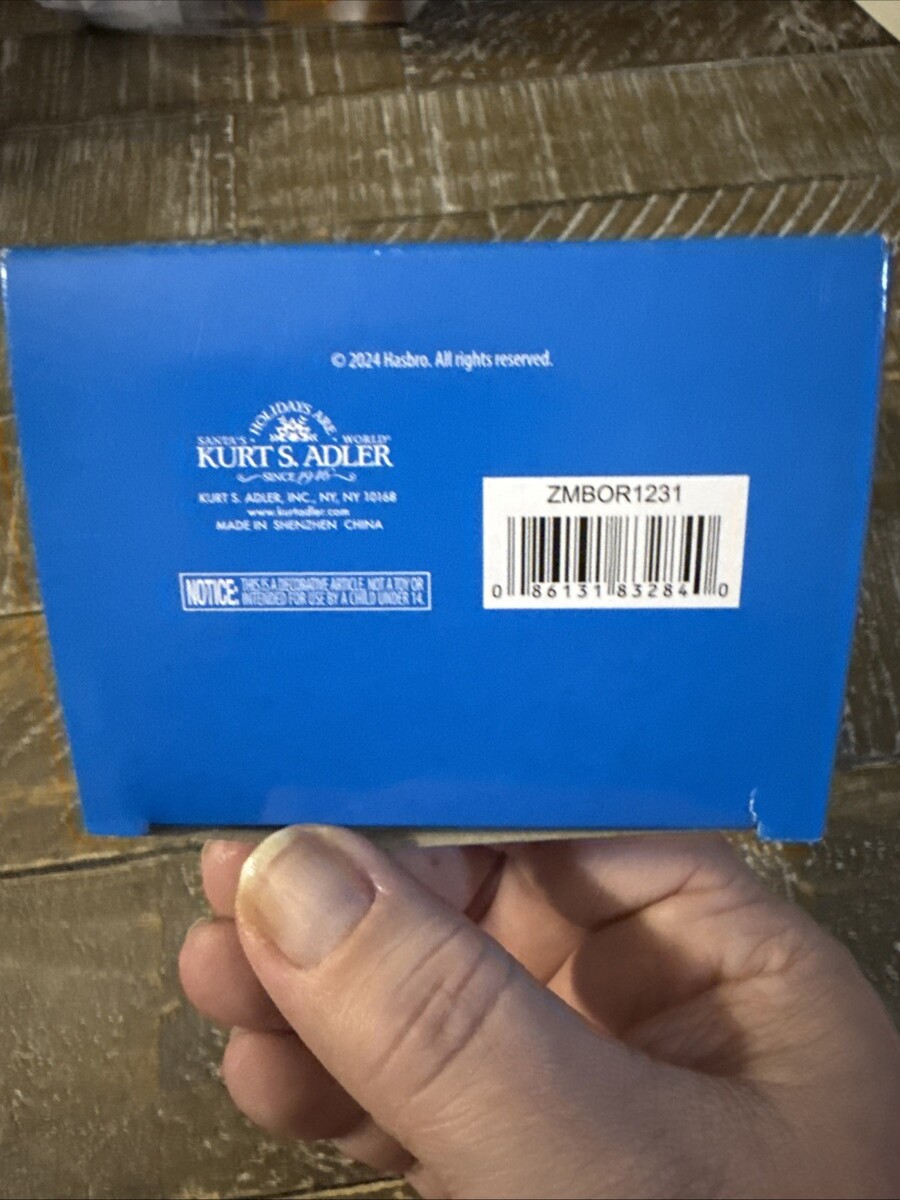 © 2024 Hasbro. All rights reserved.
HOLIDAYS ARE
SANTA'S · WORLD®
KURT S. ADLER
SINCE 1946
KURT S. ADLER, INC., NY, NY 10168
www.kurtadler.com
MADE IN SHENZHEN CHINA
NOTICE: THIS IS A DECORATIVE ARTICLE. NOT A TOY OR
INTENDED FOR USE BY A CHILD UNDER 14.
ZMBOR1231
0 86131 83284 0